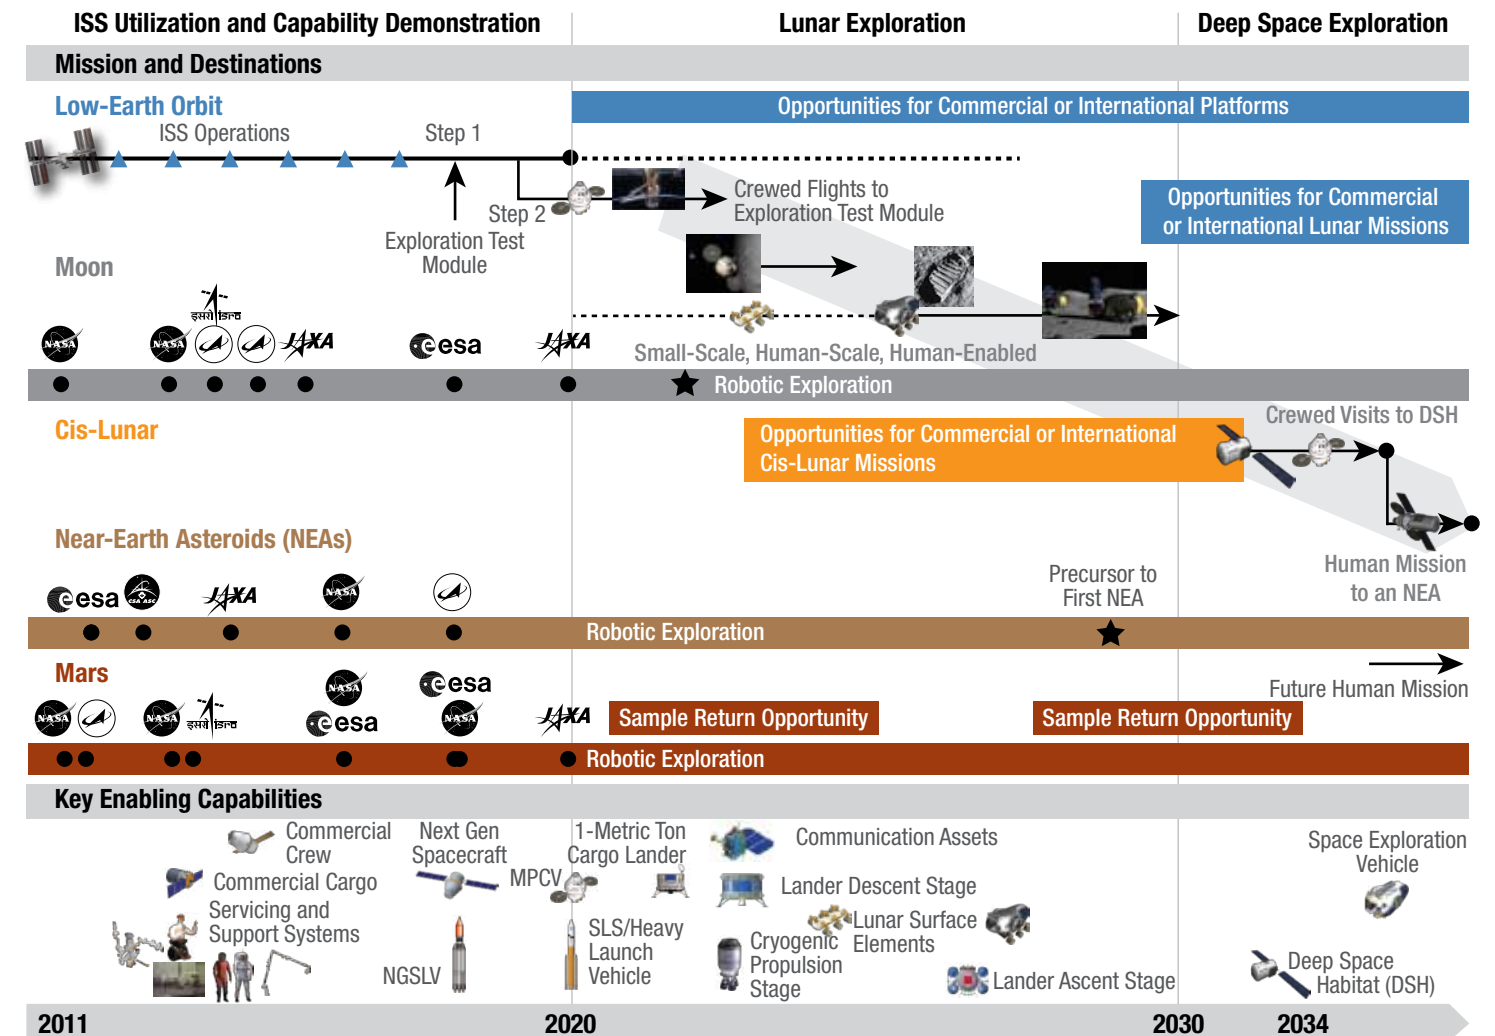 ISS Utilization and Capability Demonstration
Lunar Exploration
Deep Space Exploration
Mission and Destinations
Low-Earth Orbit
Opportunities for Commercial or International Platforms
ISS Operations
Step 1
Step 2
Crewed Flights to
Exploration Test Module
Opportunities for Commercial
or International Lunar Missions
Exploration Test
Module
Moon
इसरो isro
NASA
NASA
JAXA
esa
JAXA
Small-Scale, Human-Scale, Human-Enabled
Robotic Exploration
Cis-Lunar
Opportunities for Commercial or International
Cis-Lunar Missions
Crewed Visits to DSH
Near-Earth Asteroids (NEAs)
Human Mission
to an NEA
Precursor to
First NEA
esa
CSA ASC
JAXA
NASA
Robotic Exploration
Mars
Future Human Mission
NASA
esa
NASA
NASA
इसरो isro
esa
NASA
JAXA
Sample Return Opportunity
Sample Return Opportunity
Robotic Exploration
Key Enabling Capabilities
Commercial
Crew
Commercial Cargo
Servicing and
Support Systems
Next Gen
Spacecraft
NGSLV
MPCV
1-Metric Ton
Cargo Lander
SLS/Heavy
Launch
Vehicle
Communication Assets
Lander Descent Stage
Lunar Surface
Elements
Cryogenic
Propulsion
Stage
Lander Ascent Stage
Space Exploration
Vehicle
Deep Space
Habitat (DSH)
2011
2020
2030
2034